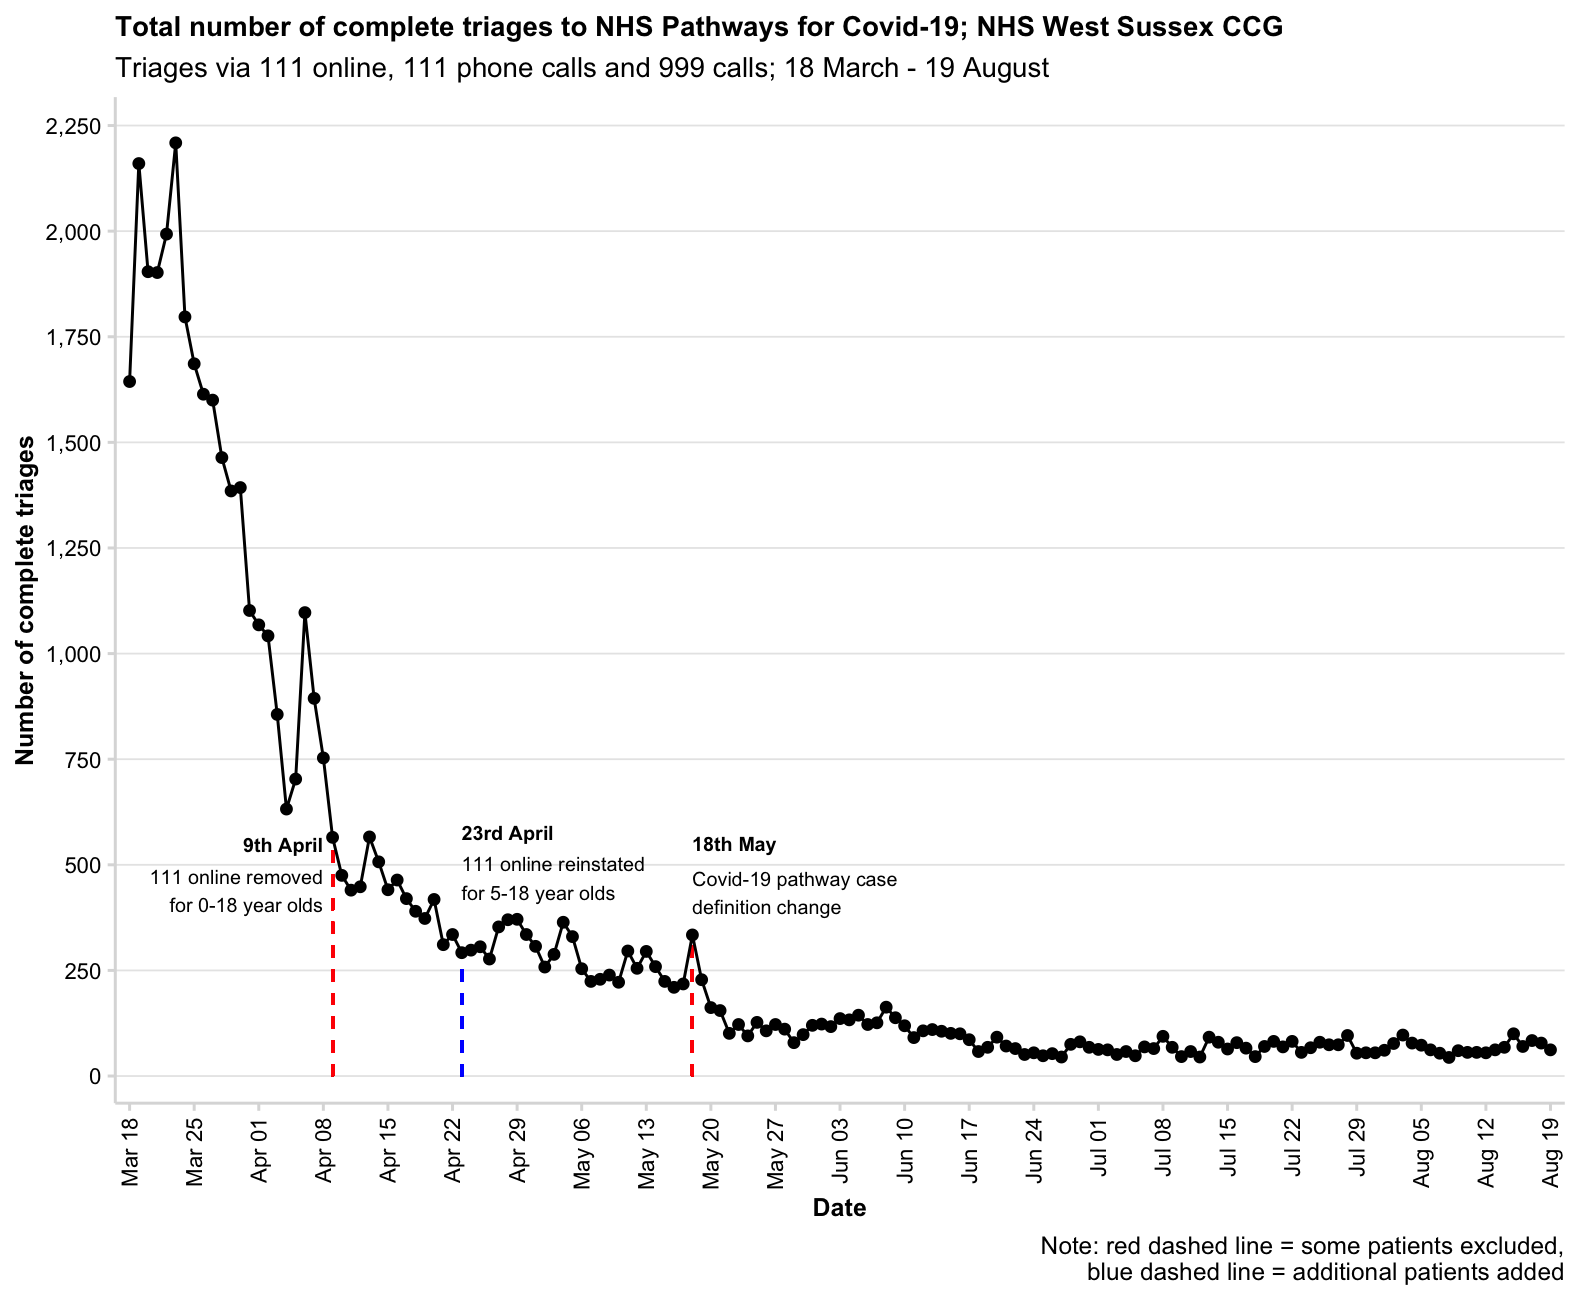 Total number of complete triages to NHS Pathways for Covid-19; NHS West Sussex CCG
Triages via 111 online, 111 phone calls and 999 calls; 18 March - 19 August
Number of complete triages
2,250
2,000
1,750
1,500
1,250
1,000
750
500
250
0
9th April
111 online removed
for 0-18 year olds
23rd April
111 online reinstated
for 5-18 year olds
18th May
Covid-19 pathway case
definition change
Mar 18
Mar 25
Apr 01
Apr 08
Apr 15
Apr 22
Apr 29
May 06
May 13
May 20
May 27
Jun 03
Jun 10
Jun 17
Jun 24
Jul 01
Jul 08
Jul 15
Jul 22
Jul 29
Aug 05
Aug 12
Aug 19
Date
Note: red dashed line = some patients excluded,
blue dashed line = additional patients added